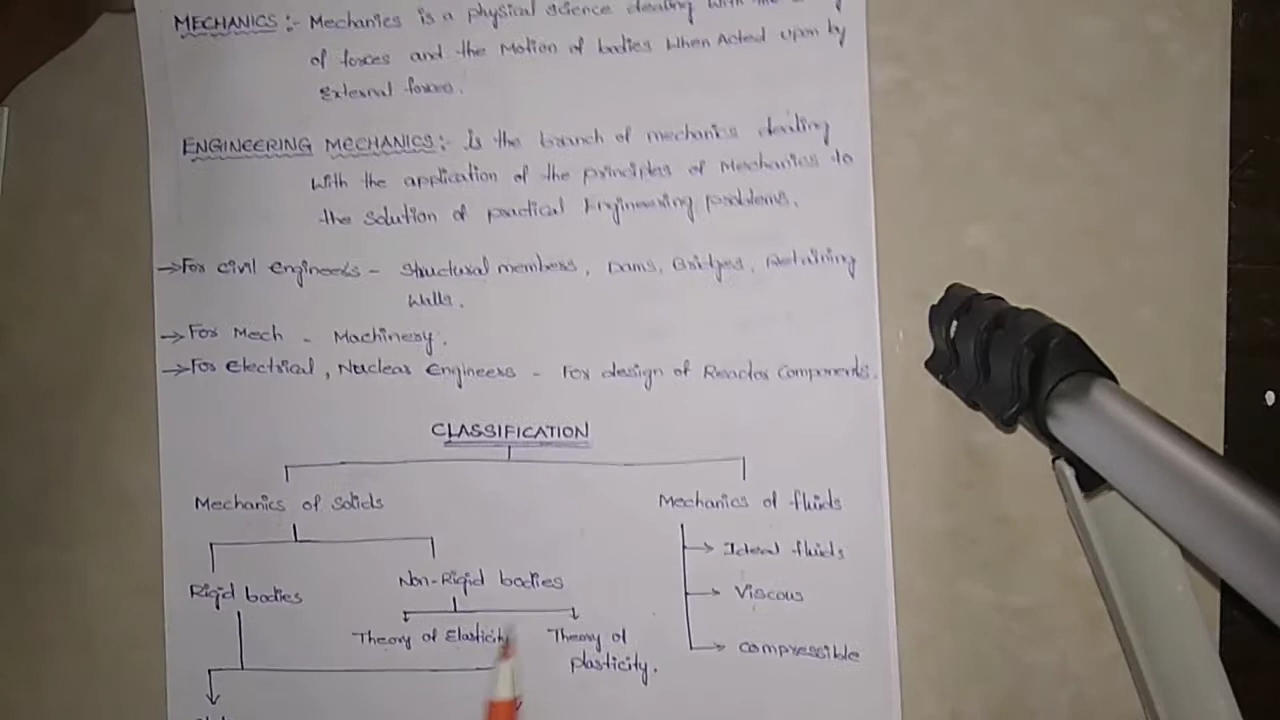 MECHANICS :- Mechanics is a physical science dealing with the
of forces and the Motion of bodies When Acted upon by
External forces.
ENGINEERING MECHANICS :- is the branch of mechanics dealing
With the application of the principles of Mechanics to
the solution of practical Engineering problems.
→ For civil engineers - Structural members, Dams, Bridges, Retaining
Walls.
→ For Mech - Machinery.
→ For Electrical, Nuclear Engineers - For design of Reactor Components.
CLASSIFICATION
Mechanics of Solids Mechanics of fluids
Rigid bodies Non-Rigid bodies
Theory of Elasticity Theory of
plasticity.
Ideal fluids
Viscous
Compressible